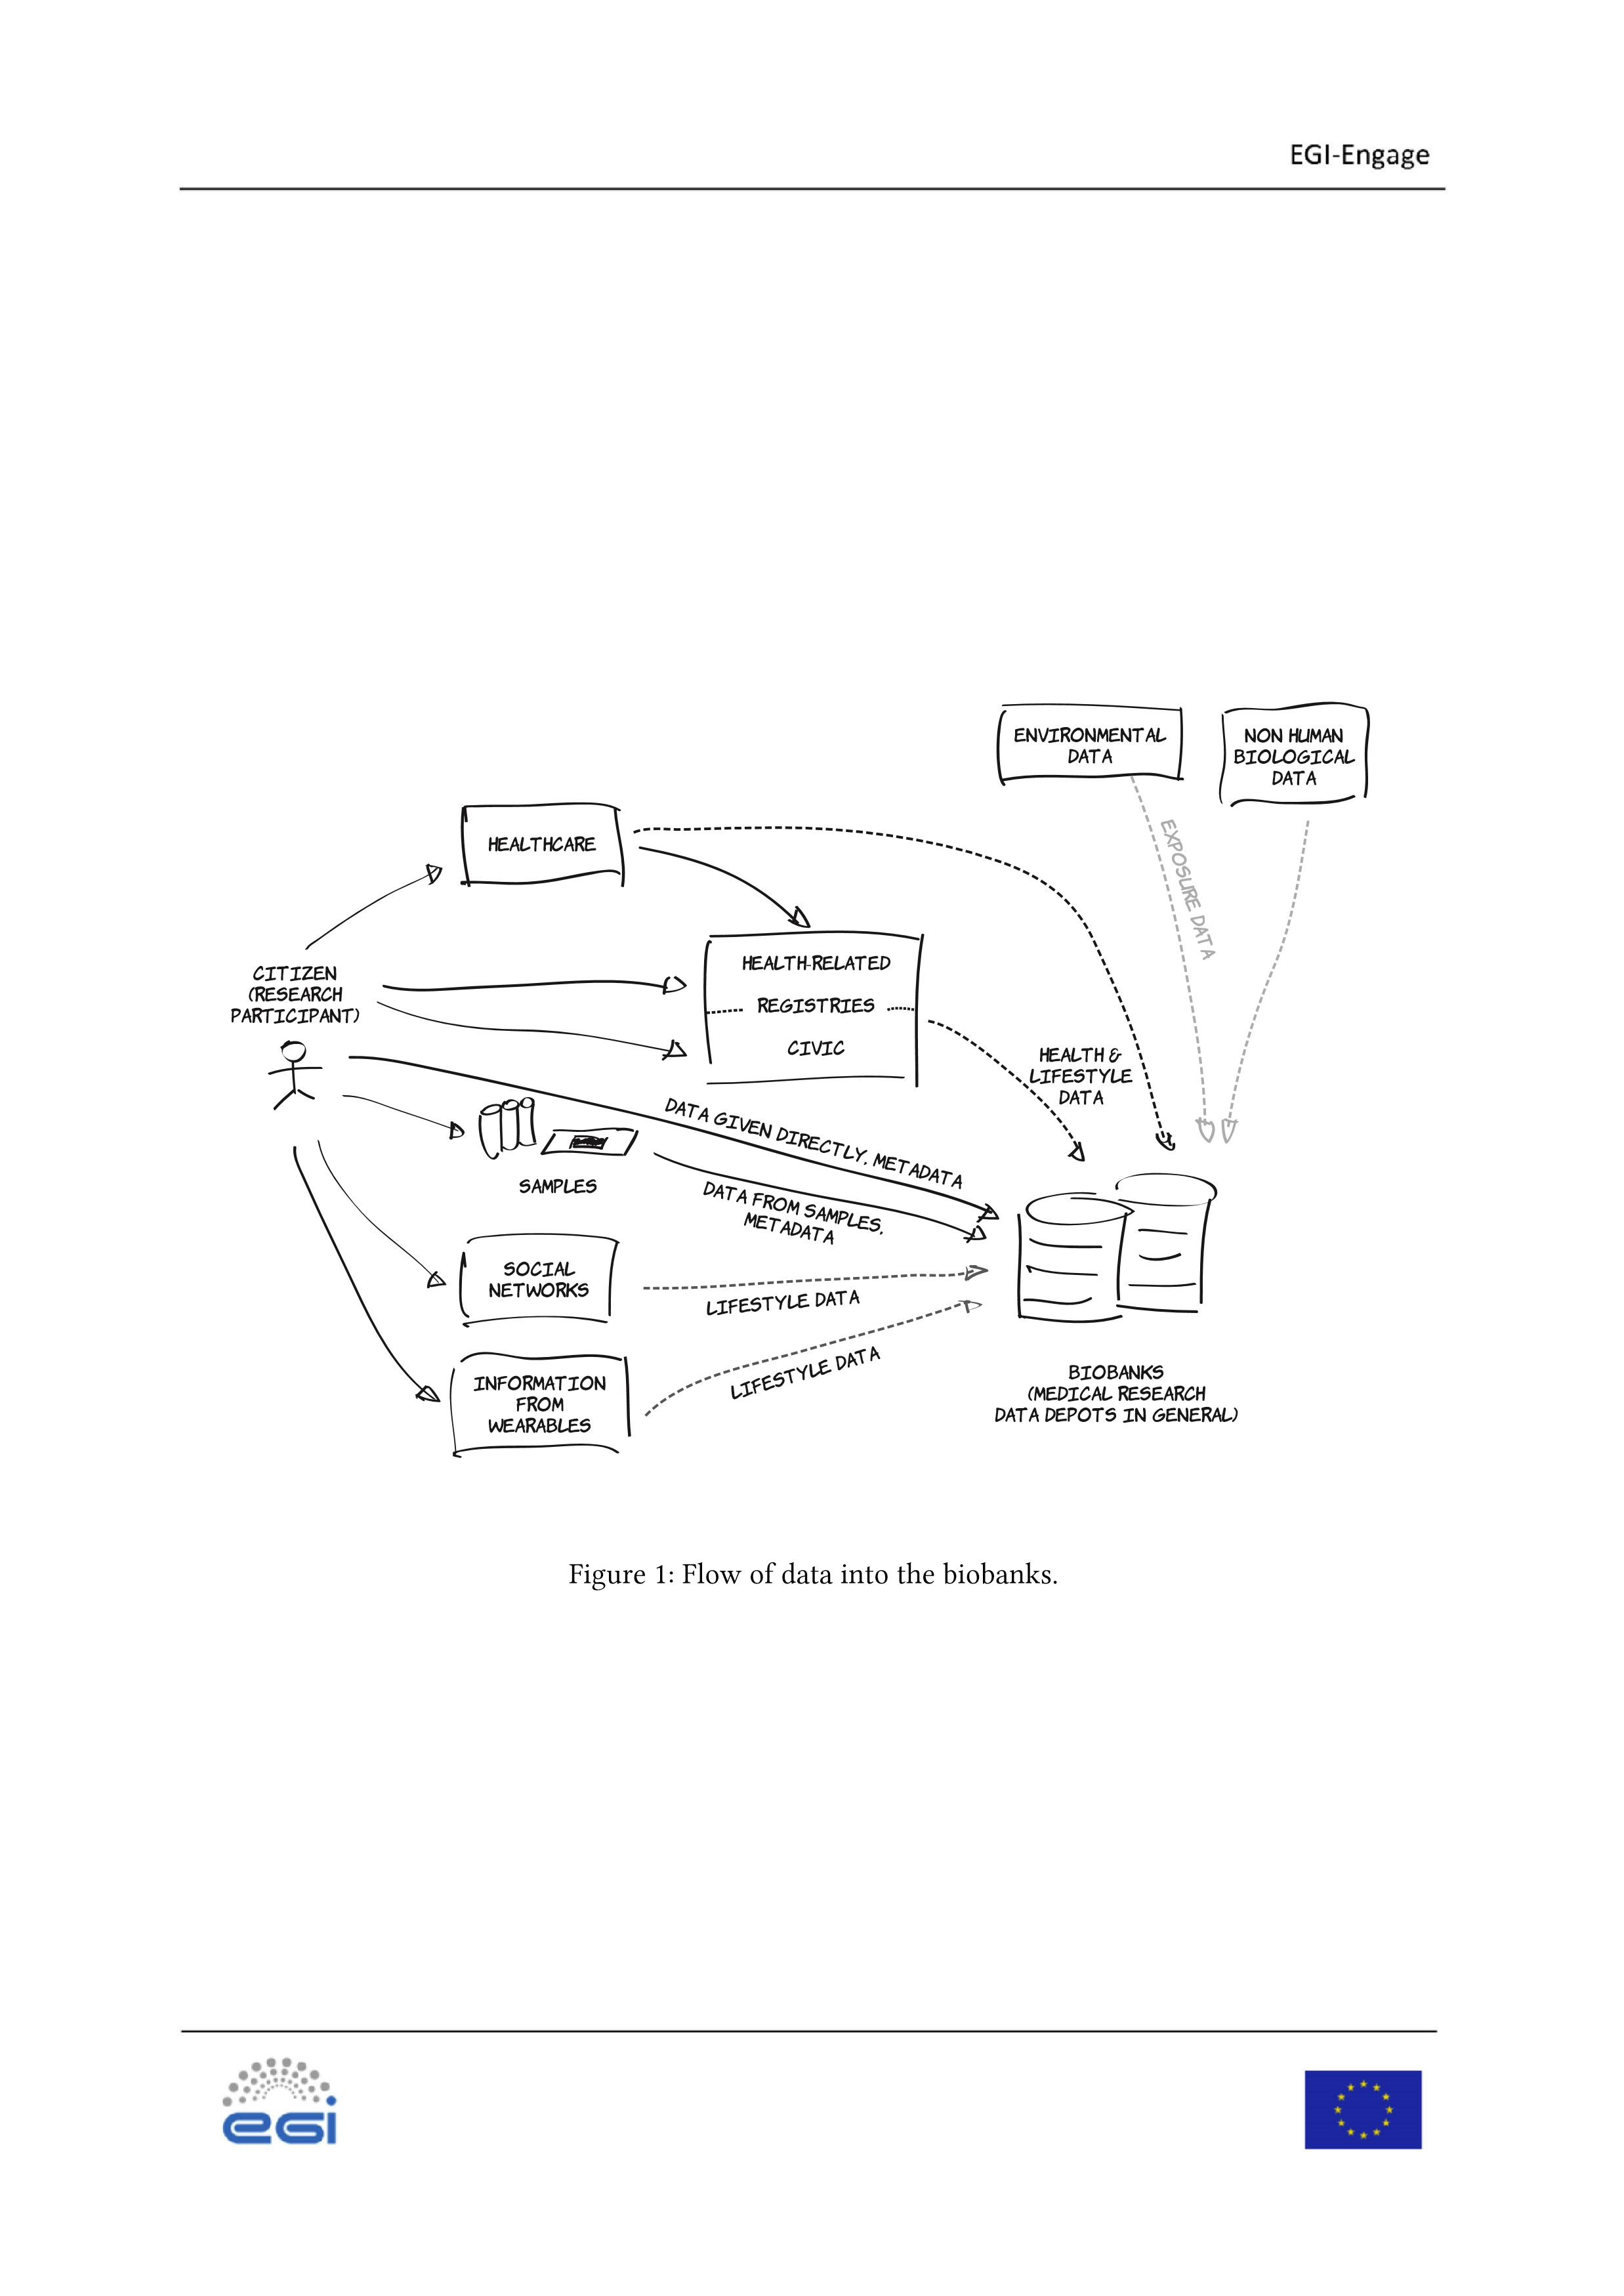 EGI-Engage
ENVIRONMENTAL
DATA
NON HUMAN
BIOLOGICAL
DATA
HEALTHCARE
EXPOSURE DATA
CITIZEN
(RESEARCH
PARTICIPANT)
HEALTH-RELATED
REGISTRIES
CIVIC
HEALTH &
LIFESTYLE
DATA
DATA GIVEN DIRECTLY, METADATA
SAMPLES
DATA FROM SAMPLES,
METADATA
SOCIAL
NETWORKS
LIFESTYLE DATA
LIFESTYLE DATA
INFORMATION
FROM
WEARABLES
BIOBANKS
(MEDICAL RESEARCH
DATA DEPOTS IN GENERAL)
Figure 1: Flow of data into the biobanks.
eGi